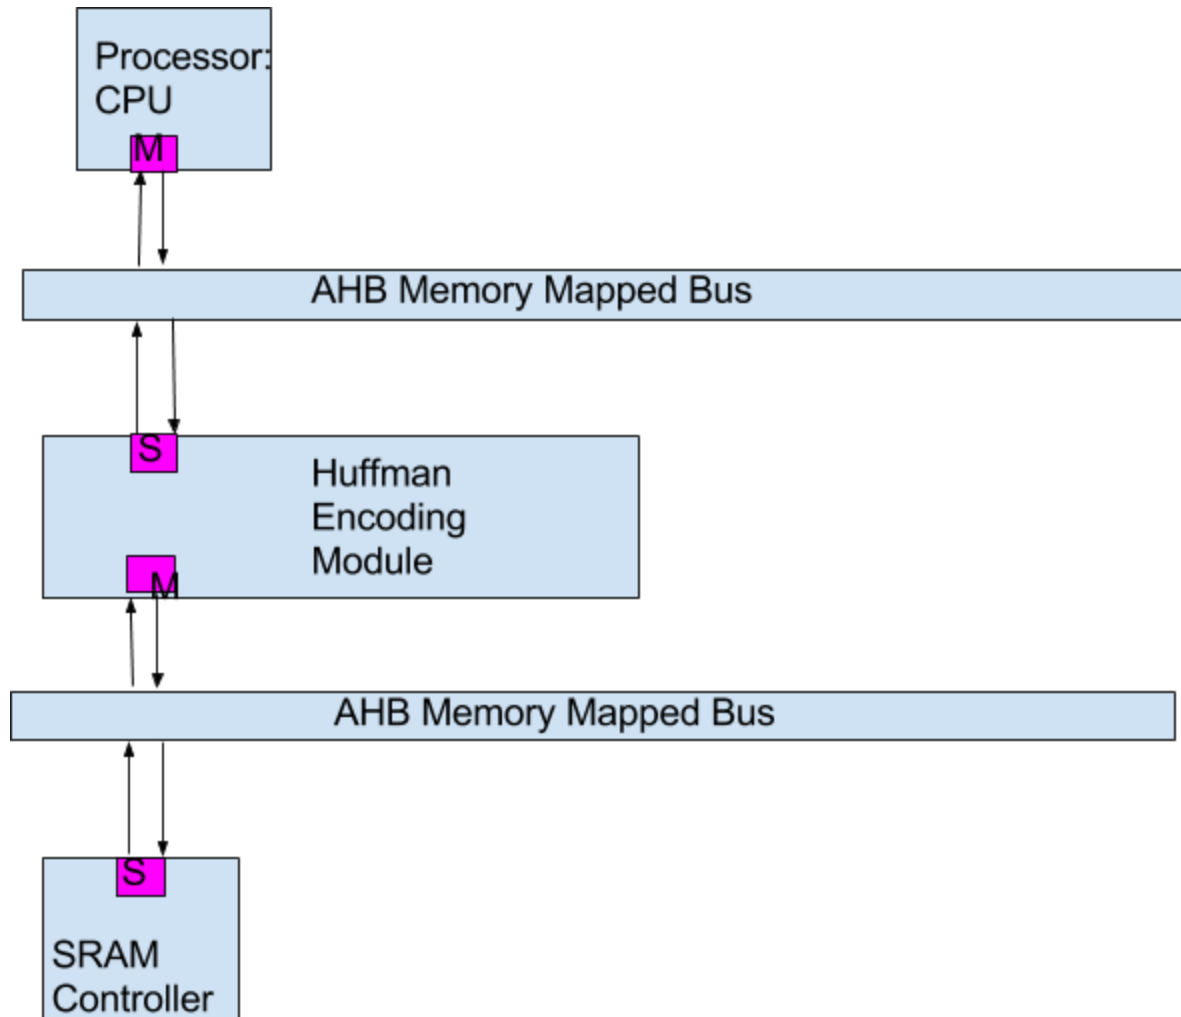 Processor:
CPU
M
AHB Memory Mapped Bus
S
Huffman
Encoding
Module
M
AHB Memory Mapped Bus
S
SRAM
Controller